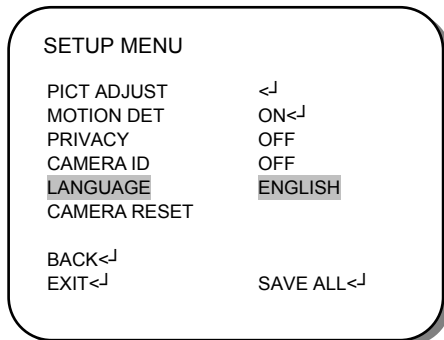 SETUP MENU
PICT ADJUST <┘
MOTION DET ON<┘
PRIVACY OFF
CAMERA ID OFF
LANGUAGE ENGLISH
CAMERA RESET
BACK<┘
EXIT<┘ SAVE ALL<┘